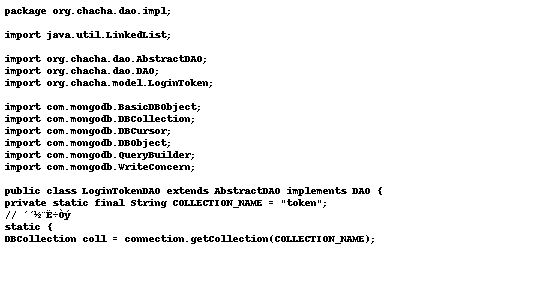 package org.chacha.dao.impl;
import java.util.LinkedList;
import org.chacha.dao.AbstractDAO;
import org.chacha.dao.DAO;
import org.chacha.model.LoginToken;
import com.mongodb.BasicDBObject;
import com.mongodb.DBCollection;
import com.mongodb.DBCursor;
import com.mongodb.DBObject;
import com.mongodb.QueryBuilder;
import com.mongodb.WriteConcern;
public class LoginTokenDAO extends AbstractDAO implements DAO {
private static final String COLLECTION_NAME = "token";
//
static {
DBCollection coll = connection.getCollection(COLLECTION_NAME);